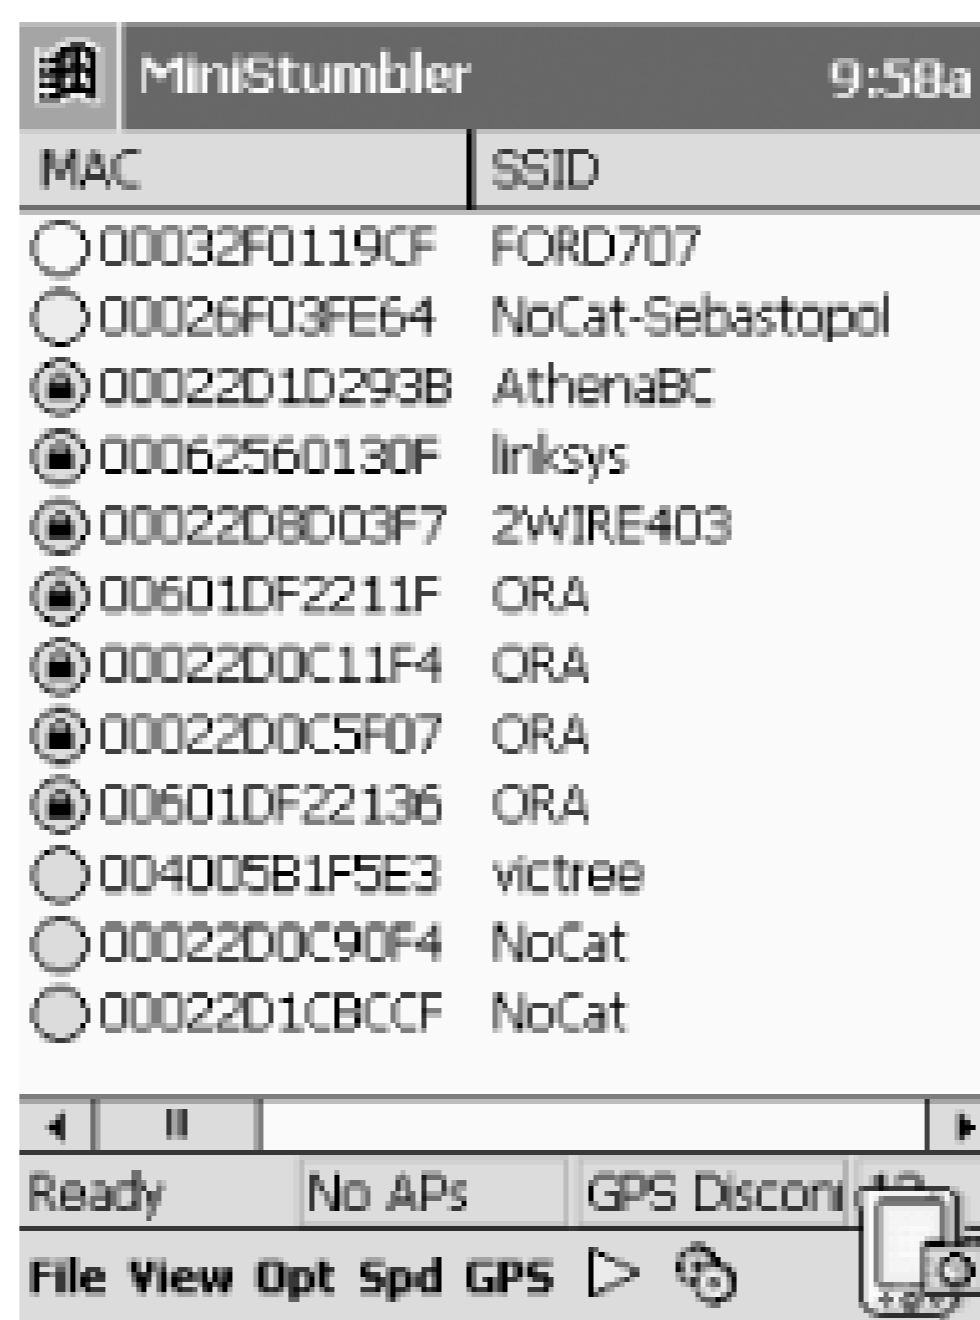 MiniStumbler 9:58a
MAC SSID
00032F0119CF FORD707
00026F03FE64 NoCat-Sebastopol
00022D1D293B AthenaBC
00062560130F linksys
00022D8D03F7 2WIRE403
00601DF2211F ORA
00022D0C11F4 ORA
00022D0C5F07 ORA
00601DF22136 ORA
004005B1F5E3 victree
00022D0C90F4 NoCat
00022D1CBCCF NoCat
Ready No APs GPS Disconn
File View Opt Spd GPS